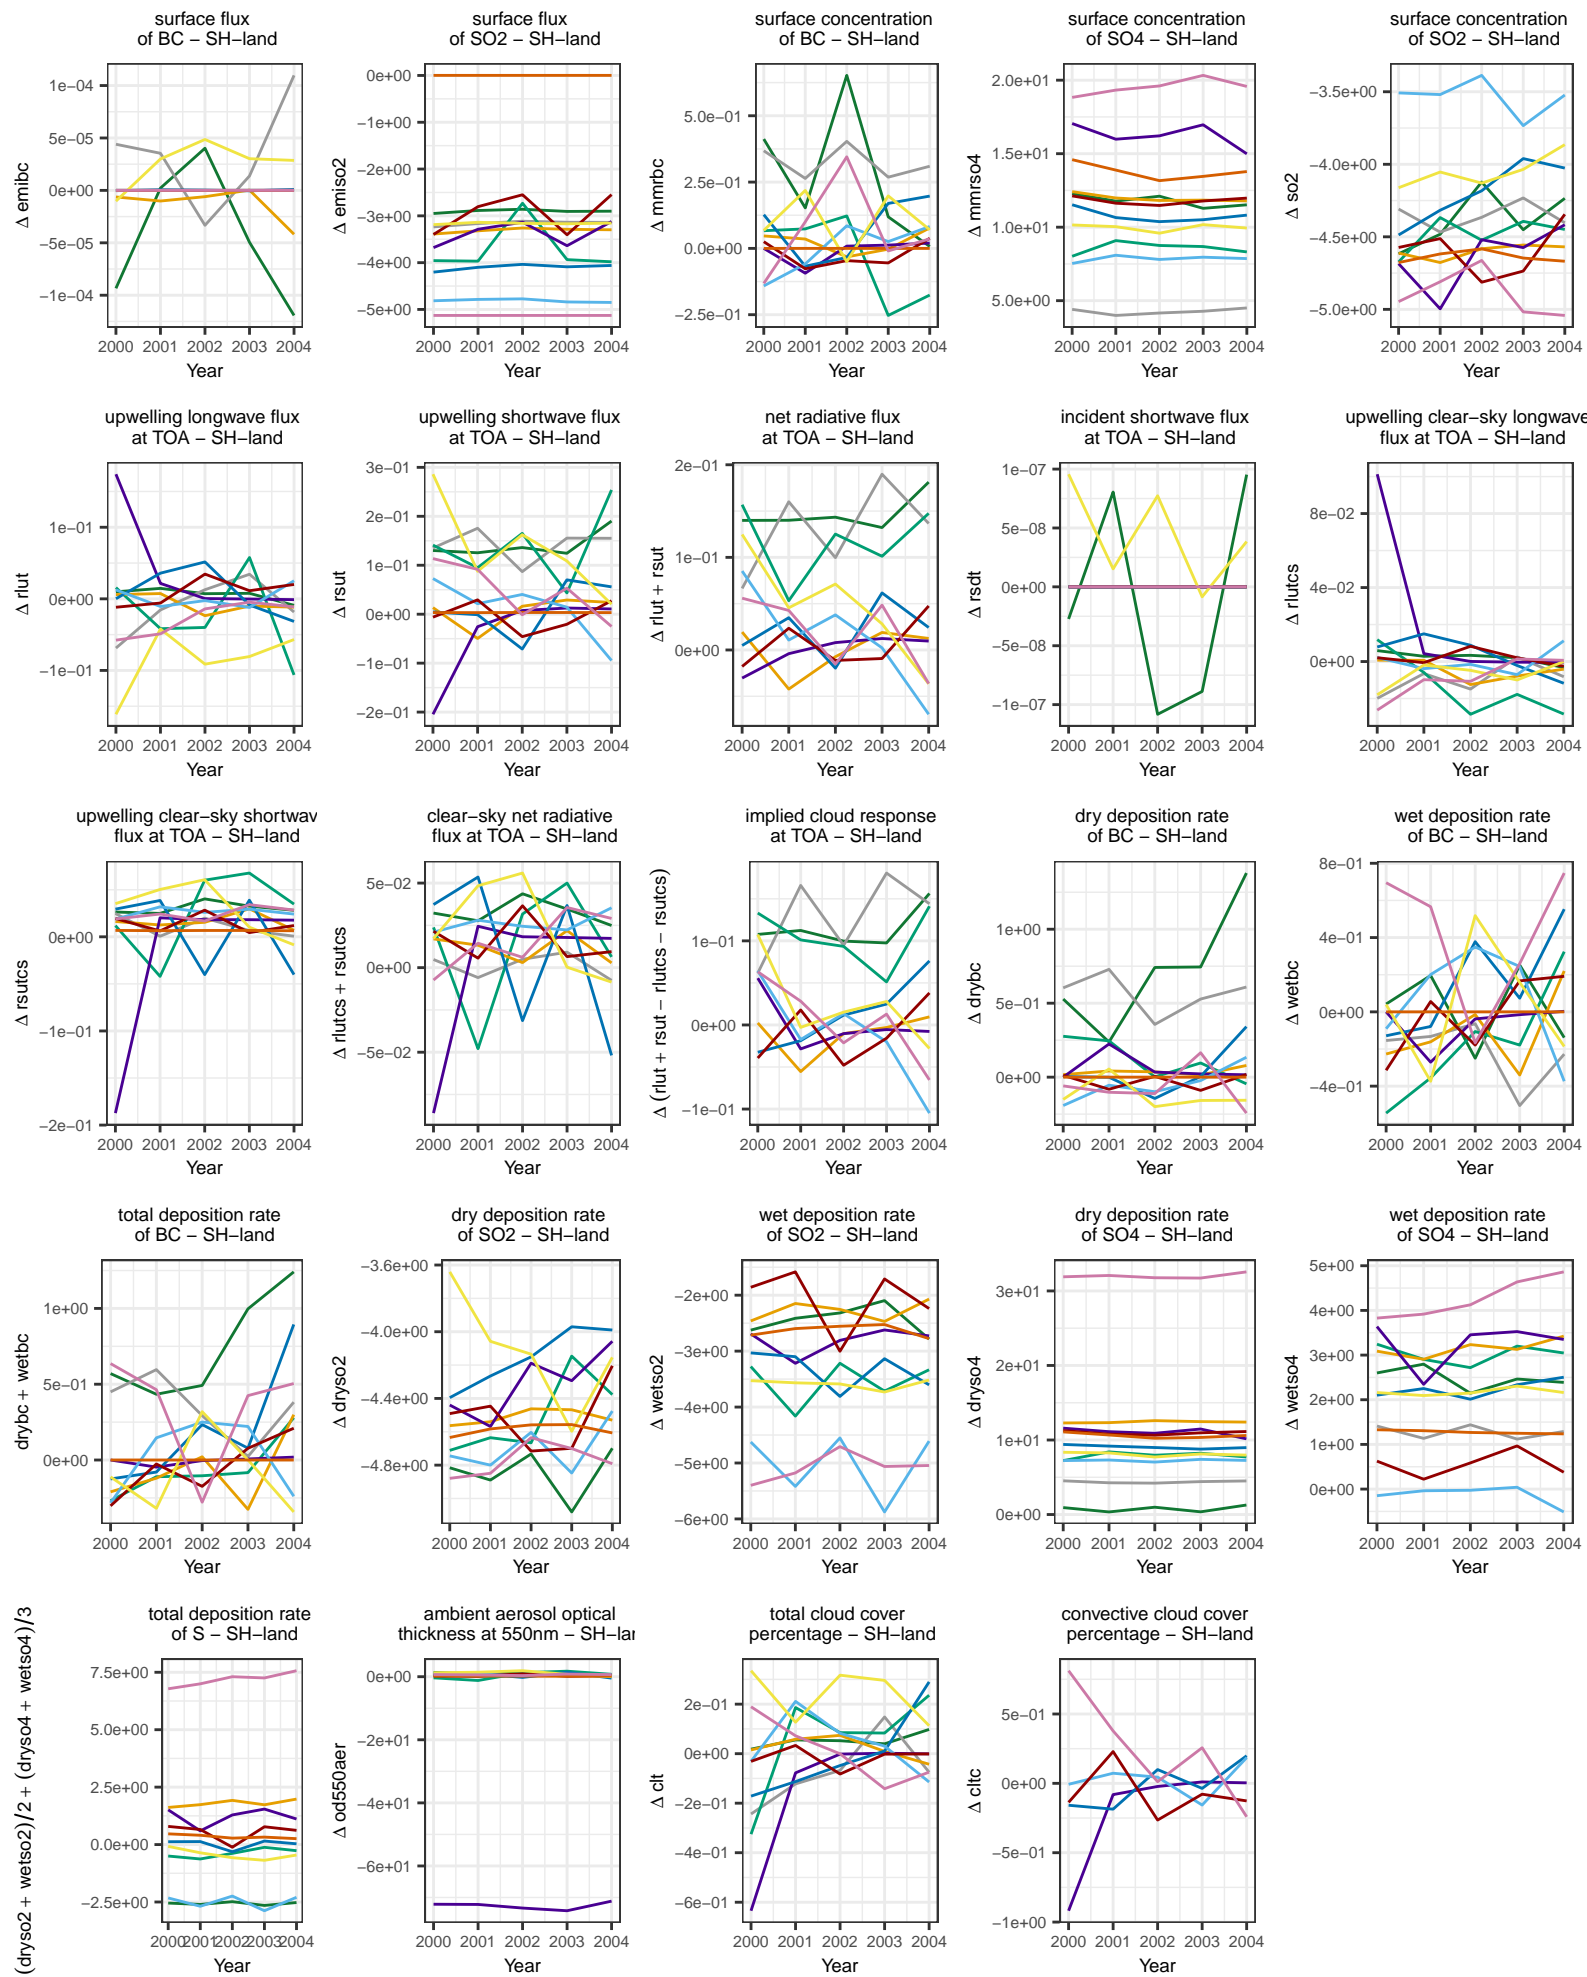 surface flux
of BC − SH−land
1e−04
5e−05
0e+00
−5e−05
−1e−04
Δ emibc
2000 2001 2002 2003 2004
Year
surface flux
of SO2 − SH−land
0e+00
−1e+00
−2e+00
−3e+00
−4e+00
−5e+00
Δ emiso2
2000 2001 2002 2003 2004
Year
surface concentration
of BC − SH−land
5.0e−01
2.5e−01
0.0e+00
−2.5e−01
Δ mmrbc
2000 2001 2002 2003 2004
Year
surface concentration
of SO4 − SH−land
2.0e+01
1.5e+01
1.0e+01
5.0e+00
Δ mmrso4
2000 2001 2002 2003 2004
Year
surface concentration
of SO2 − SH−land
−3.5e+00
−4.0e+00
−4.5e+00
−5.0e+00
Δ so2
2000 2001 2002 2003 2004
Year
upwelling longwave flux
at TOA − SH−land
1e−01
0e+00
−1e−01
Δ rlut
2000 2001 2002 2003 2004
Year
upwelling shortwave flux
at TOA − SH−land
3e−01
2e−01
1e−01
0e+00
−1e−01
−2e−01
Δ rsut
2000 2001 2002 2003 2004
Year
net radiative flux
at TOA − SH−land
2e−01
1e−01
0e+00
Δ rlut + rsut
2000 2001 2002 2003 2004
Year
incident shortwave flux
at TOA − SH−land
1e−07
5e−08
0e+00
−5e−08
−1e−07
Δ rsdt
2000 2001 2002 2003 2004
Year
upwelling clear−sky longwave
flux at TOA − SH−land
8e−02
4e−02
0e+00
Δ rlutcs
2000 2001 2002 2003 2004
Year
upwelling clear−sky shortwav
flux at TOA − SH−land
0e+00
−1e−01
−2e−01
Δ rsutcs
2000 2001 2002 2003 2004
Year
clear−sky net radiative
flux at TOA − SH−land
5e−02
0e+00
−5e−02
Δ rlutcs + rsutcs
2000 2001 2002 2003 2004
Year
implied cloud response
at TOA − SH−land
1e−01
0e+00
−1e−01
Δ (rlut + rsut − rlutcs − rsutcs)
2000 2001 2002 2003 2004
Year
dry deposition rate
of BC − SH−land
1e+00
5e−01
0e+00
Δ drybc
2000 2001 2002 2003 2004
Year
wet deposition rate
of BC − SH−land
8e−01
4e−01
0e+00
−4e−01
Δ wetbc
2000 2001 2002 2003 2004
Year
total deposition rate
of BC − SH−land
1e+00
5e−01
0e+00
drybc + wetbc
2000 2001 2002 2003 2004
Year
dry deposition rate
of SO2 − SH−land
−3.6e+00
−4.0e+00
−4.4e+00
−4.8e+00
Δ dryso2
2000 2001 2002 2003 2004
Year
wet deposition rate
of SO2 − SH−land
−2e+00
−3e+00
−4e+00
−5e+00
−6e+00
Δ wetso2
2000 2001 2002 2003 2004
Year
dry deposition rate
of SO4 − SH−land
3e+01
2e+01
1e+01
0e+00
Δ dryso4
2000 2001 2002 2003 2004
Year
wet deposition rate
of SO4 − SH−land
5e+00
4e+00
3e+00
2e+00
1e+00
0e+00
Δ wetso4
2000 2001 2002 2003 2004
Year
total deposition rate
of S − SH−land
7.5e+00
5.0e+00
2.5e+00
0.0e+00
−2.5e+00
(dryso2 + wetso2)/2 + (dryso4 + wetso4)/3
2000 2001 2002 2003 2004
Year
ambient aerosol optical
thickness at 550nm − SH−lan
0e+00
−2e+01
−4e+01
−6e+01
Δ od550aer
2000 2001 2002 2003 2004
Year
total cloud cover
percentage − SH−land
2e−01
0e+00
−2e−01
−4e−01
−6e−01
Δ clt
2000 2001 2002 2003 2004
Year
convective cloud cover
percentage − SH−land
5e−01
0e+00
−5e−01
−1e+00
Δ cltc
2000 2001 2002 2003 2004
Year